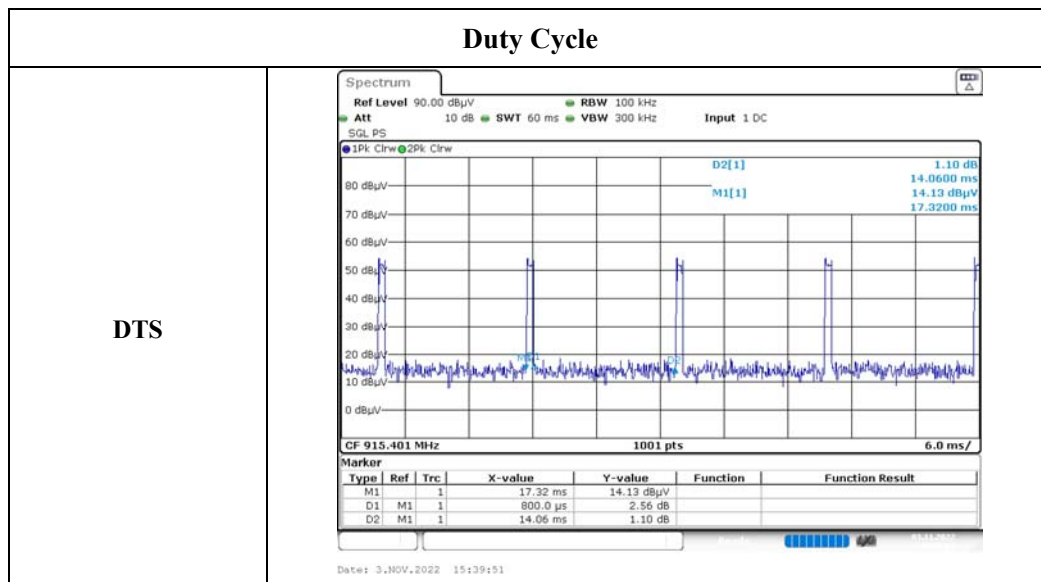 Duty Cycle
DTS
Spectrum
Ref Level 90.00 dBµV RBW 100 kHz
Att 10 dB SWT 60 ms VBW 300 kHz Input 1 DC
SGL PS
1Pk Clrw 2Pk Clrw
D2[1] 1.10 dB
14.0600 ms
M1[1] 14.13 dBµV
17.3200 ms
80 dBµV
70 dBµV
60 dBµV
50 dBµV
40 dBµV
30 dBµV
20 dBµV
10 dBµV
0 dBµV
D2
CF 915.401 MHz 1001 pts 6.0 ms/
Marker
Type Ref Trc X-value Y-value Function Function Result
M1 1 17.32 ms 14.13 dBµV
D1 M1 1 800.0 µs 2.56 dB
D2 M1 1 14.06 ms 1.10 dB
Date: 3.NOV.2022 15:39:51